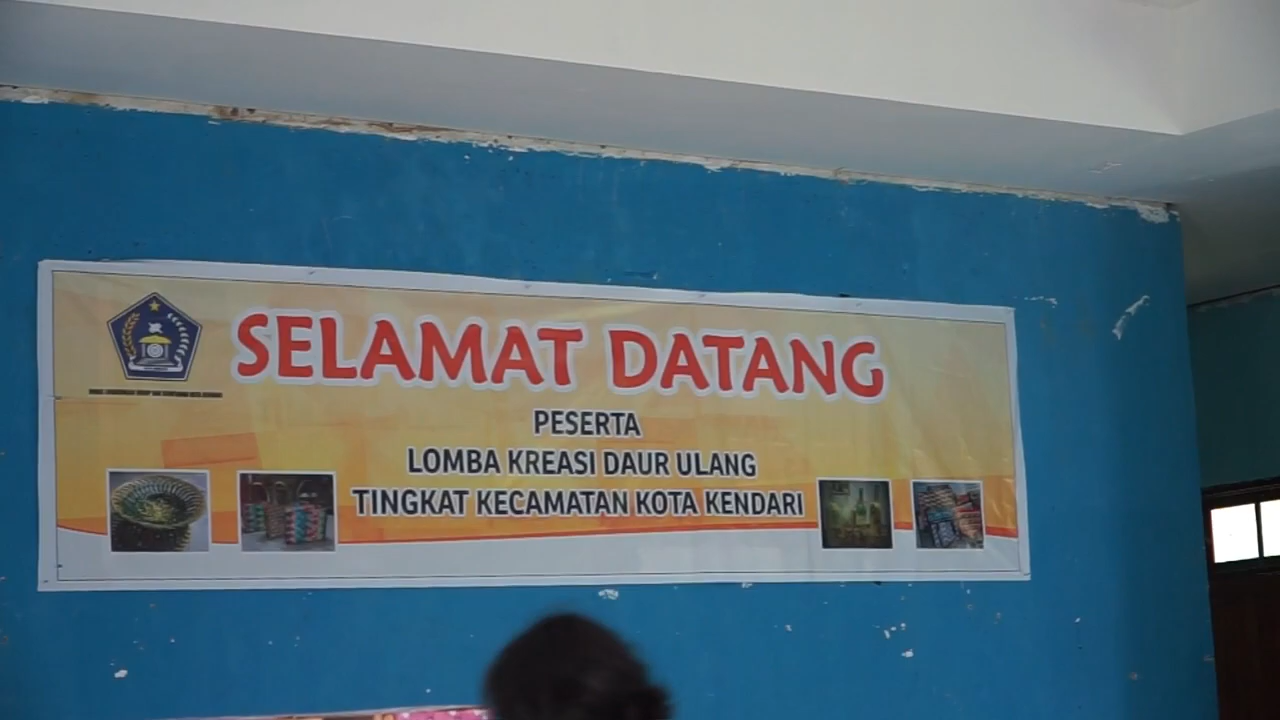 SELAMAT DATANG
PESERTA
LOMBA KREASI DAUR ULANG
TINGKAT KECAMATAN KOTA KENDARI